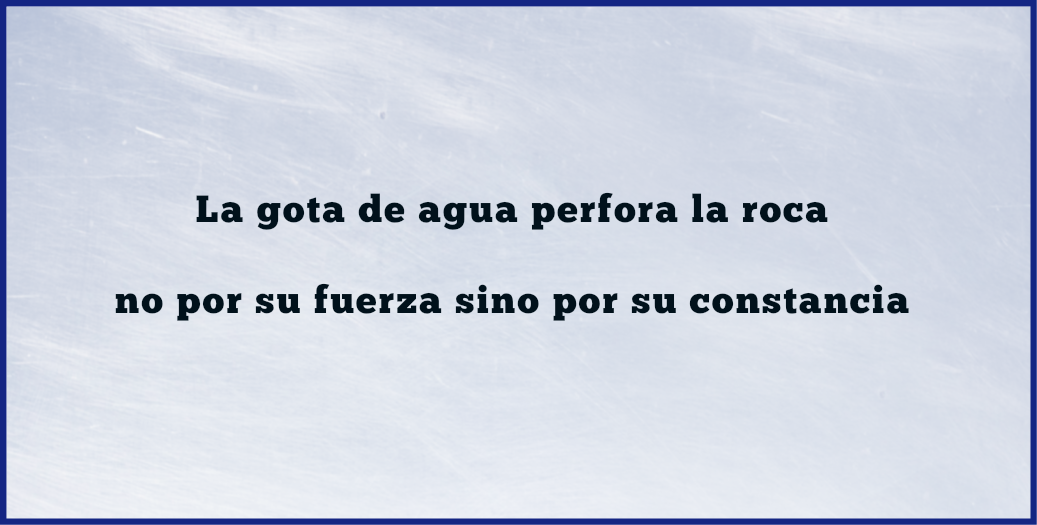 La gota de agua perfora la roca
no por su fuerza sino por su constancia